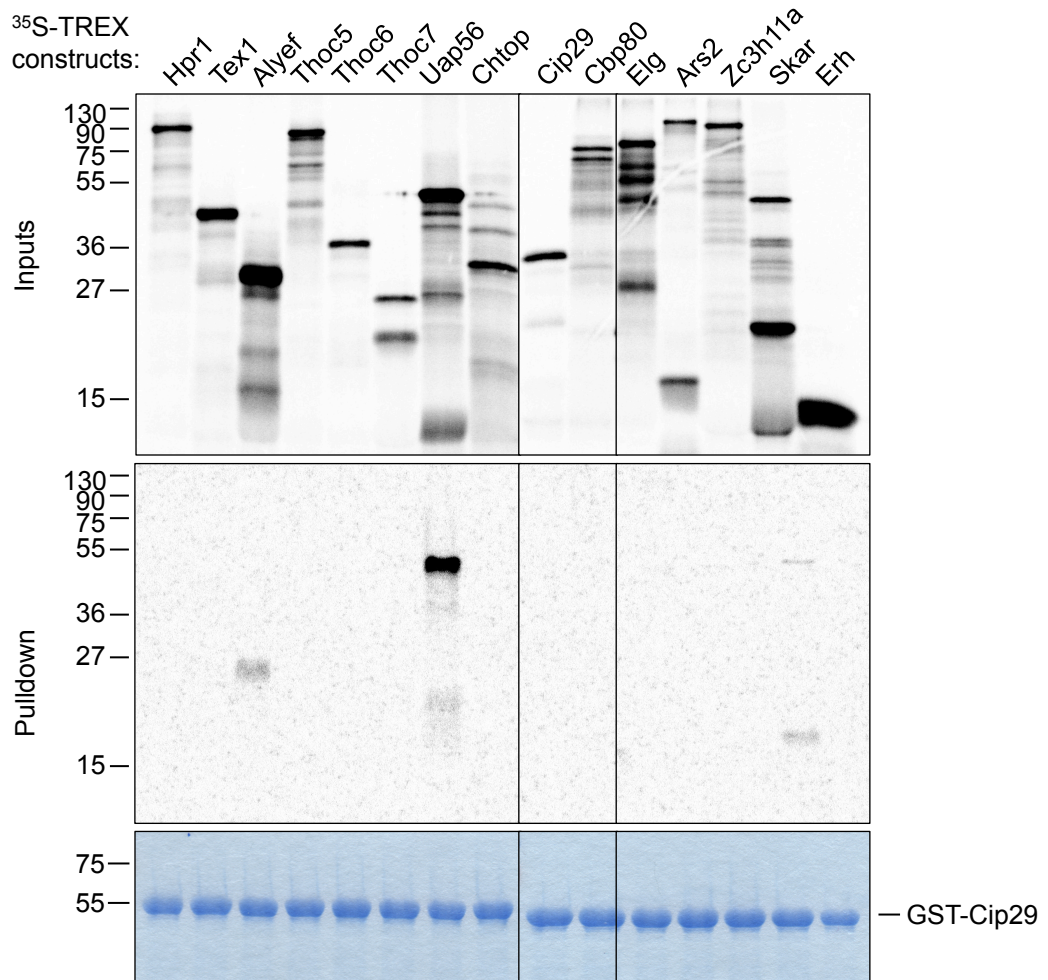 ³⁵S-TREX
constructs:
Hpr1 Tex1 Alyef Thoc5 Thoc6 Thoc7 Uap56 Chtop Cip29 Cbp80 Elg Ars2 Zc3h11a Skar Erh
Inputs
130
90
75
55
36
27
15
Pulldown
130
90
75
55
36
27
15
75
55
GST-Cip29